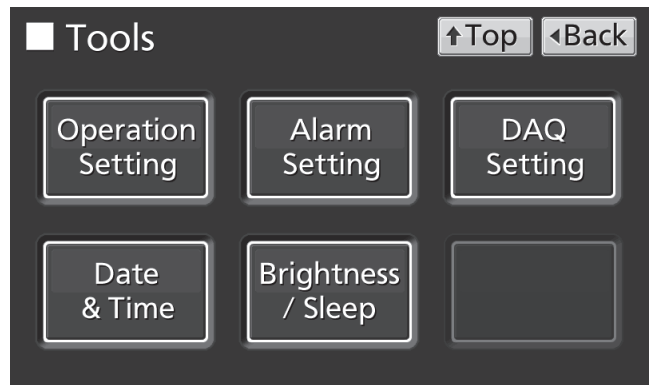 Tools
Top
Back
Operation
Setting
Alarm
Setting
DAQ
Setting
Date
& Time
Brightness
/ Sleep